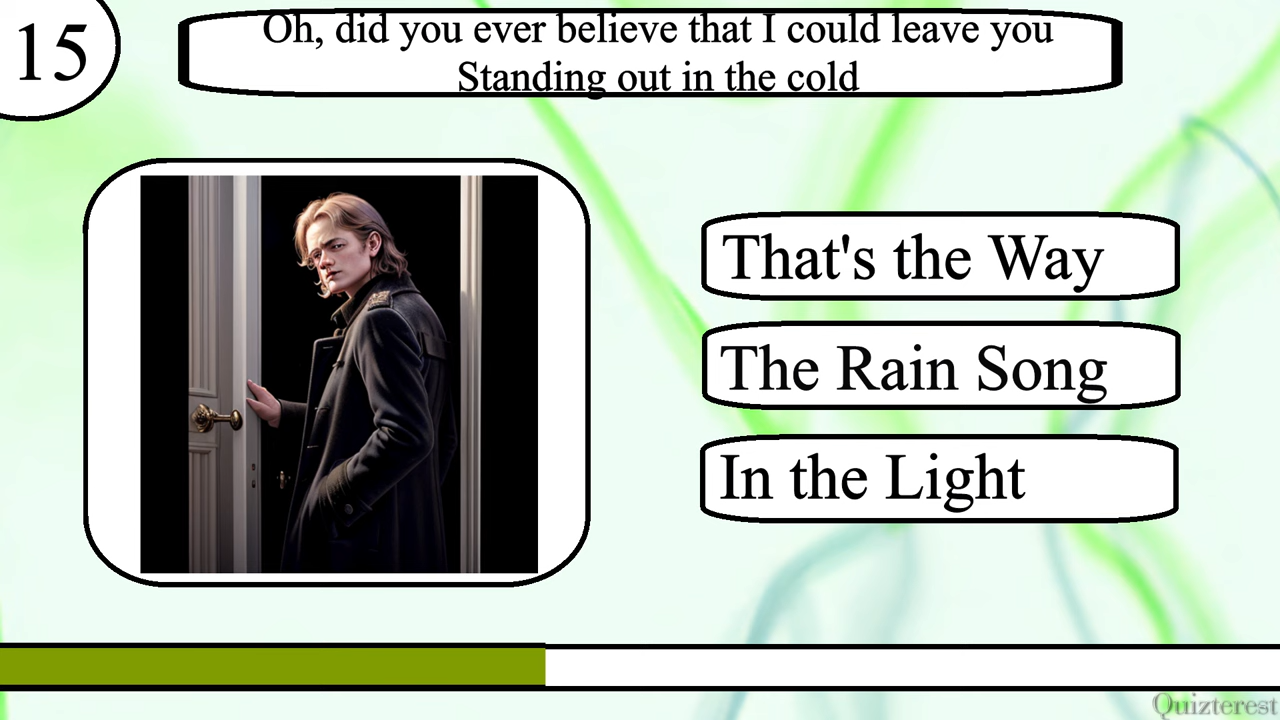 15
Oh, did you ever believe that I could leave you
Standing out in the cold
That's the Way
The Rain Song
In the Light
Quizterest